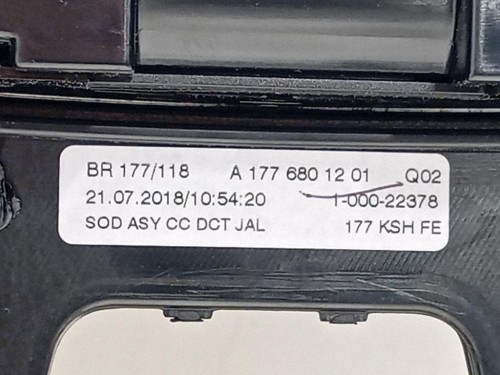 BR 177/118 A 177 680 12 01 Q02
21.07.2018/10:54:20 1-000-22378
SOD ASY CC DCT JAL 177 KSH FE